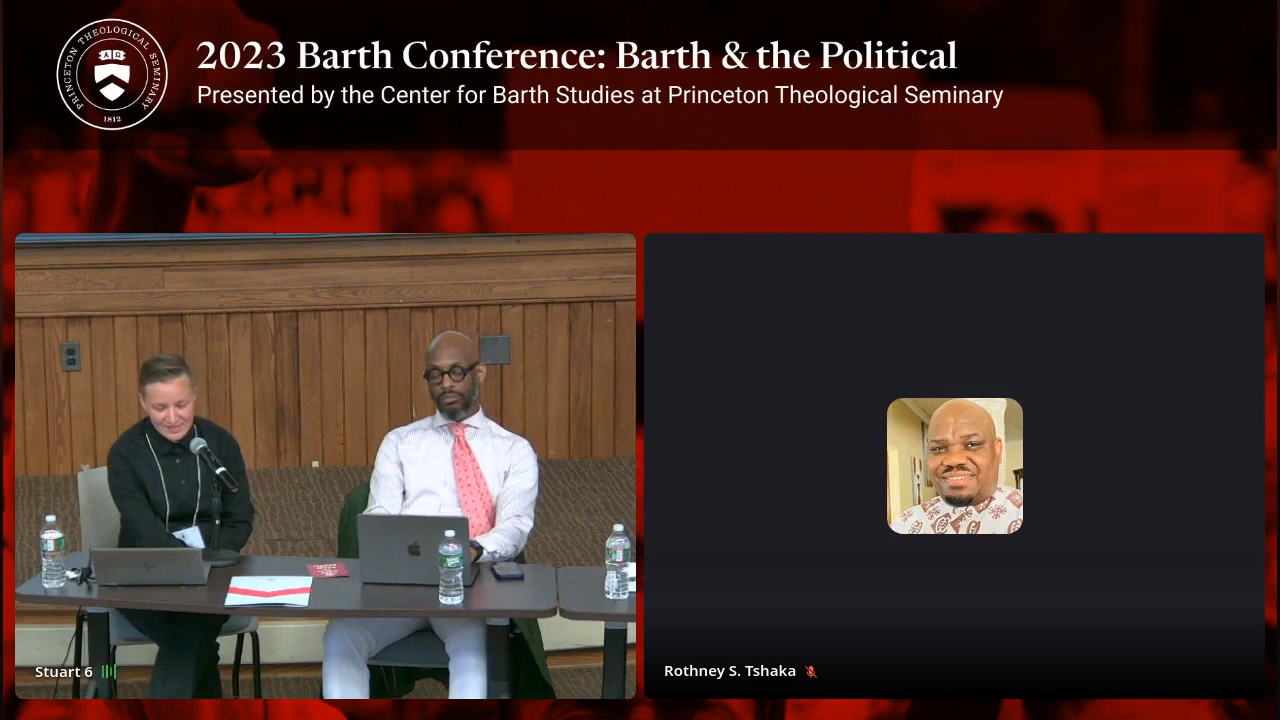 PRINCETON THEOLOGICAL SEMINARY
1812
2023 Barth Conference: Barth & the Political
Presented by the Center for Barth Studies at Princeton Theological Seminary
Stuart 6
Rothney S. Tshaka